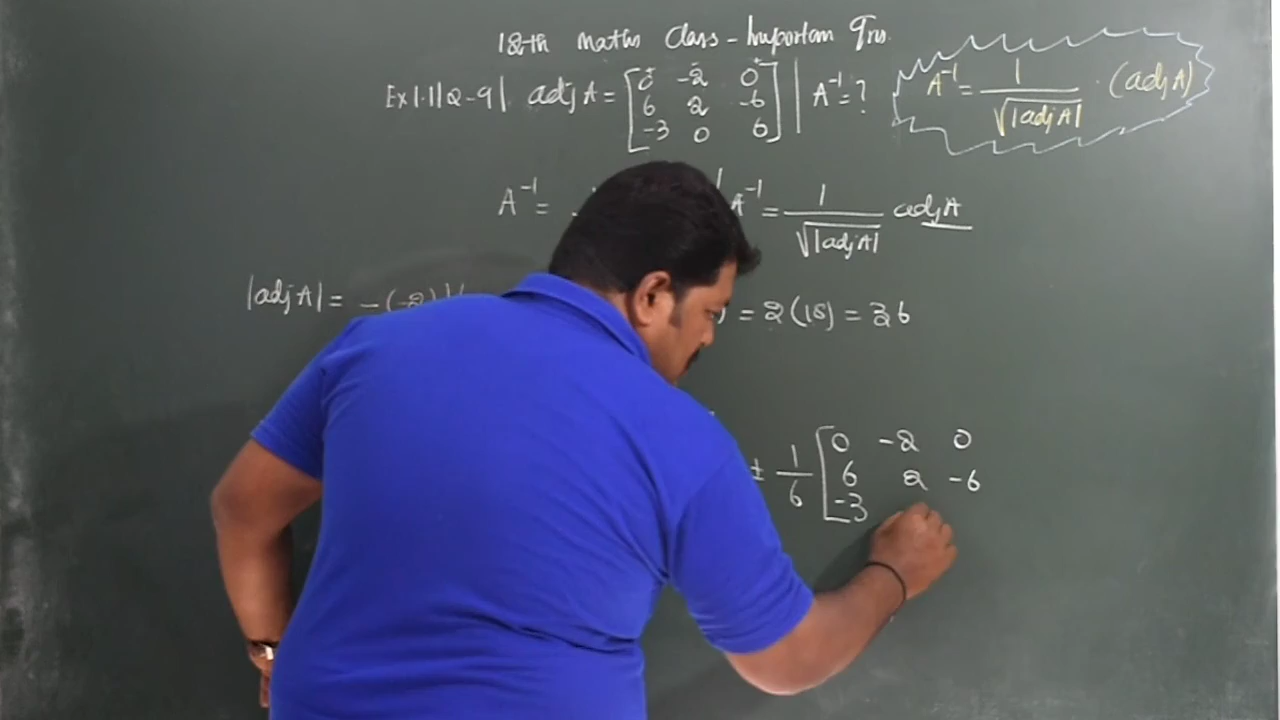 12th Maths Class - Importan Qns.
Ex 1.1 | Q-9 | adj A = [0 -2 0 | A⁻¹ = ?
6 2 -6
-3 0 6]
A⁻¹ = 1/√|adj A| . (adj A)
A⁻¹ =
A⁻¹ = 1/√|adj A| adj A
|adj A| = -(-2)
= 2(18) = 36
± 1/6 [0 -2 0
6 2 -6
-3